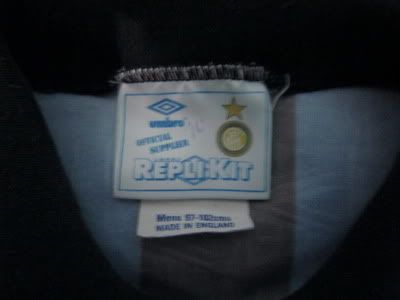 umbro
OFFICIAL
SUPPLIER
REPLI·KIT
Mens 97-102cms
MADE IN ENGLAND